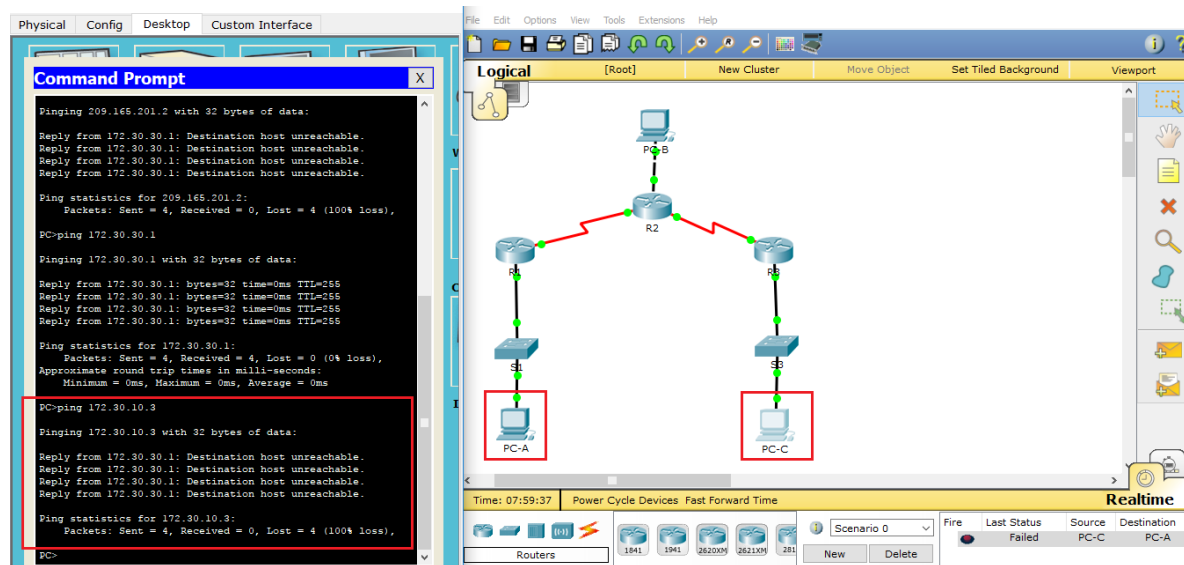 Physical Config Desktop Custom Interface
Command Prompt X
Pinging 209.165.201.2 with 32 bytes of data:
Reply from 172.30.30.1: Destination host unreachable.
Reply from 172.30.30.1: Destination host unreachable.
Reply from 172.30.30.1: Destination host unreachable.
Reply from 172.30.30.1: Destination host unreachable.
Ping statistics for 209.165.201.2:
Packets: Sent = 4, Received = 0, Lost = 4 (100% loss),
PC>ping 172.30.30.1
Pinging 172.30.30.1 with 32 bytes of data:
Reply from 172.30.30.1: bytes=32 time=0ms TTL=255
Reply from 172.30.30.1: bytes=32 time=0ms TTL=255
Reply from 172.30.30.1: bytes=32 time=0ms TTL=255
Reply from 172.30.30.1: bytes=32 time=0ms TTL=255
Ping statistics for 172.30.30.1:
Packets: Sent = 4, Received = 4, Lost = 0 (0% loss),
Approximate round trip times in milli-seconds:
Minimum = 0ms, Maximum = 0ms, Average = 0ms
PC>ping 172.30.10.3
Pinging 172.30.10.3 with 32 bytes of data:
Reply from 172.30.30.1: Destination host unreachable.
Reply from 172.30.30.1: Destination host unreachable.
Reply from 172.30.30.1: Destination host unreachable.
Reply from 172.30.30.1: Destination host unreachable.
Ping statistics for 172.30.10.3:
Packets: Sent = 4, Received = 0, Lost = 4 (100% loss),
PC>
File Edit Options View Tools Extensions Help
Logical [Root] New Cluster Move Object Set Tiled Background Viewport
PC-B
R2
R1
R3
S1
S3
PC-A
PC-C
Time: 07:59:37 Power Cycle Devices Fast Forward Time Realtime
Routers
1841 1941 2620XM 2621XM 281
Scenario 0
New Delete
Fire Last Status Source Destination
Failed PC-C PC-A